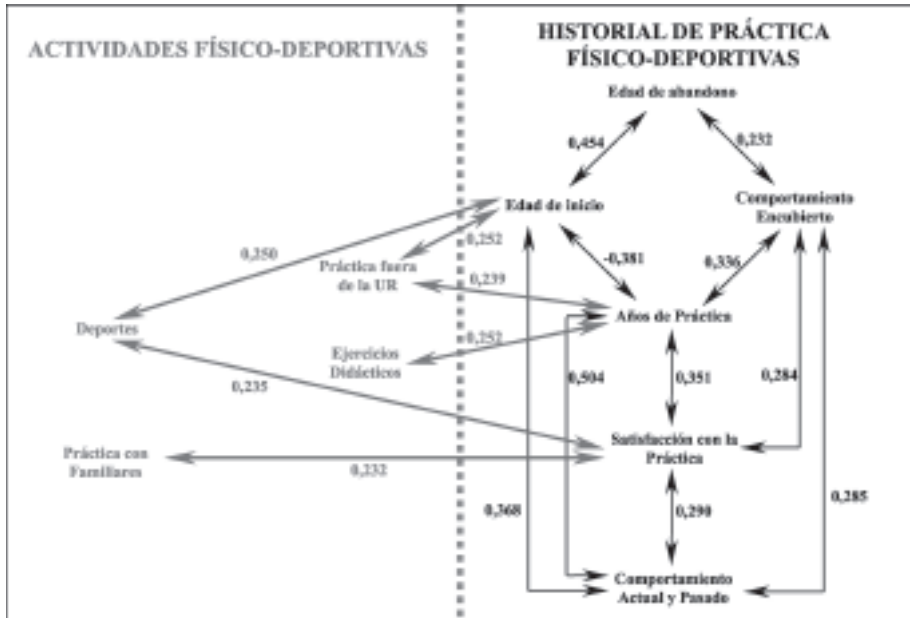 ACTIVIDADES FÍSICO-DEPORTIVAS
HISTORIAL DE PRÁCTICA
FÍSICO-DEPORTIVAS
Edad de abandono
0,454
0,232
Edad de inicio
Comportamiento
Encubierto
0,250
0,252
Práctica fuera
de la UR
-0,381
0,336
0,239
Deportes
Años de Práctica
Ejercicios
Didácticos
0,252
0,235
0,504
0,351
0,284
Práctica con
Familiares
Satisfacción con la
Práctica
0,232
0,368
0,290
0,285
Comportamiento
Actual y Pasado